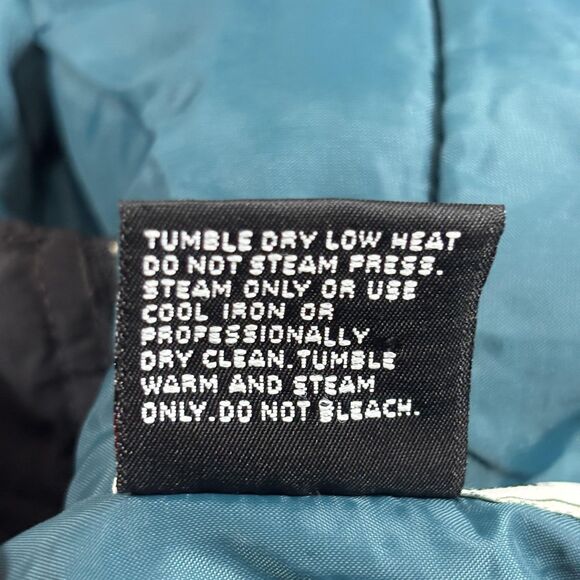 TUMBLE DRY LOW HEAT
DO NOT STEAM PRESS.
STEAM ONLY OR USE
COOL IRON OR
PROFESSIONALLY
DRY CLEAN.TUMBLE
WARM AND STEAM
ONLY.DO NOT BLEACH.